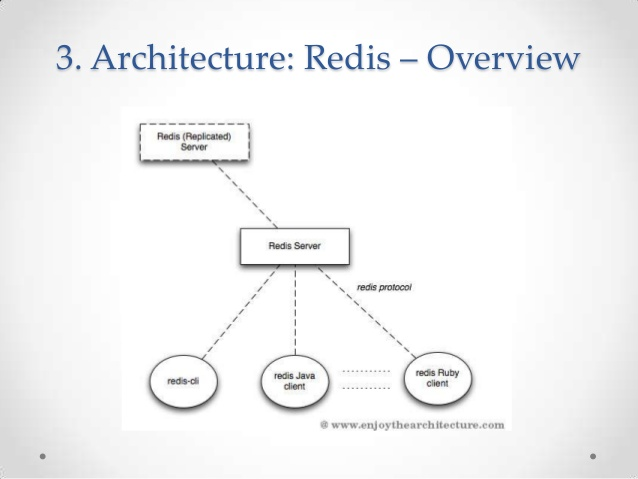 3. Architecture: Redis – Overview
Redis (Replicated)
Server
Redis Server
redis protocol
redis-cli
redis Java
client
redis Ruby
client
@ www.enjoythearchitecture.com